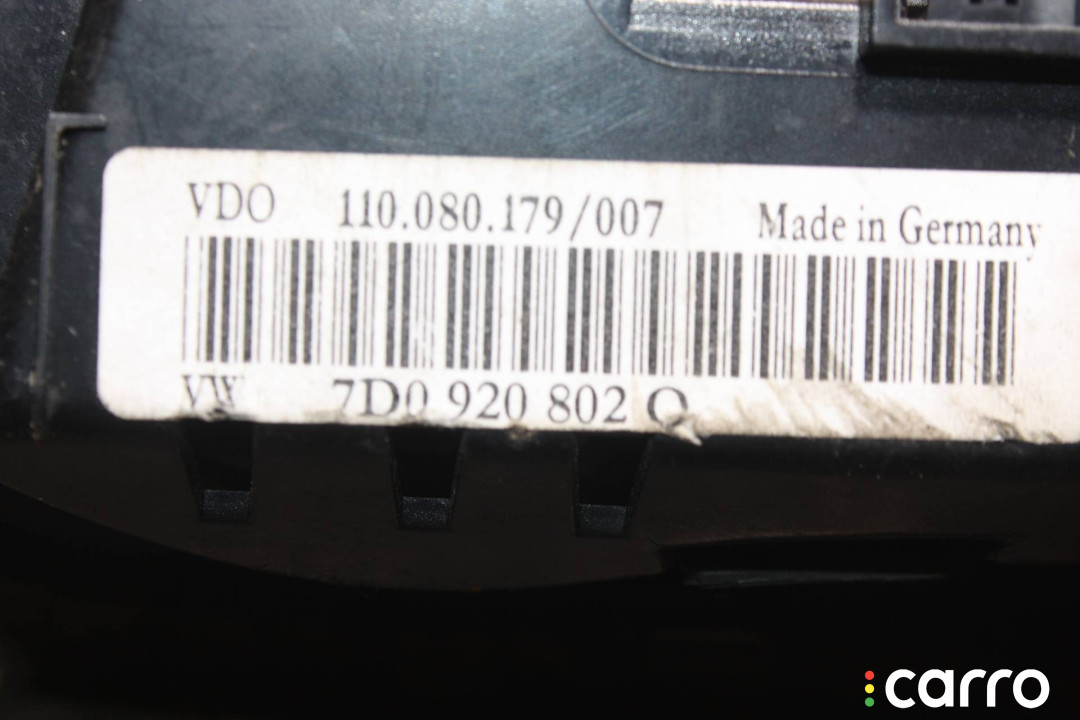 VDO 110.080.179/007 Made in Germany
VW 7D0 920 802
carro